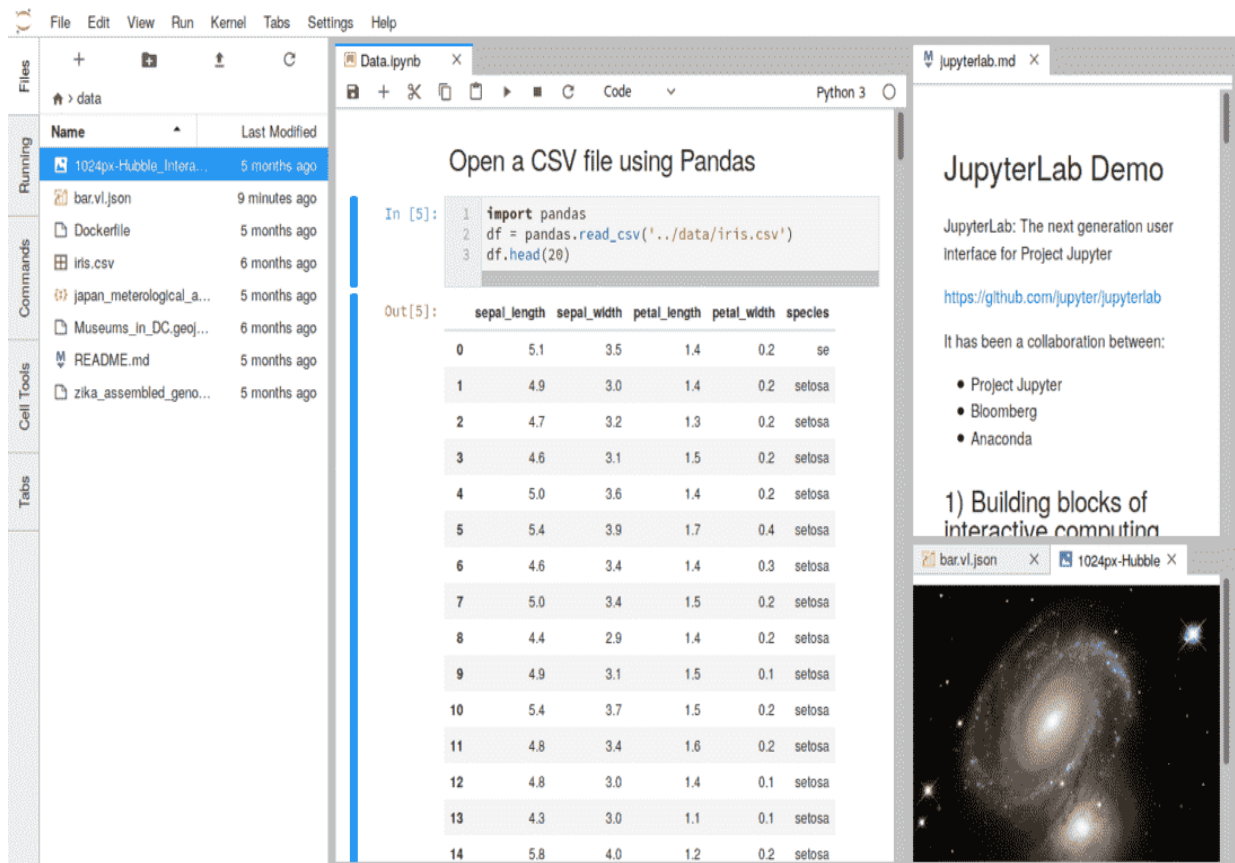 File Edit View Run Kernel Tabs Settings Help
Files
Running
Commands
Cell Tools
Tabs
> data
Name Last Modified
1024px-Hubble_Intera... 5 months ago
bar.vl.json 9 minutes ago
Dockerfile 5 months ago
iris.csv 6 months ago
japan_meterological_a... 5 months ago
Museums_in_DC.geoj... 6 months ago
README.md 5 months ago
zika_assembled_geno... 5 months ago
Data.ipynb
Code Python 3
Open a CSV file using Pandas
In [5]:
1 import pandas
2 df = pandas.read_csv('../data/iris.csv')
3 df.head(20)
Out[5]:
sepal_length sepal_width petal_length petal_width species
0 5.1 3.5 1.4 0.2 se
1 4.9 3.0 1.4 0.2 setosa
2 4.7 3.2 1.3 0.2 setosa
3 4.6 3.1 1.5 0.2 setosa
4 5.0 3.6 1.4 0.2 setosa
5 5.4 3.9 1.7 0.4 setosa
6 4.6 3.4 1.4 0.3 setosa
7 5.0 3.4 1.5 0.2 setosa
8 4.4 2.9 1.4 0.2 setosa
9 4.9 3.1 1.5 0.1 setosa
10 5.4 3.7 1.5 0.2 setosa
11 4.8 3.4 1.6 0.2 setosa
12 4.8 3.0 1.4 0.1 setosa
13 4.3 3.0 1.1 0.1 setosa
14 5.8 4.0 1.2 0.2 setosa
jupyterlab.md
JupyterLab Demo
JupyterLab: The next generation user
interface for Project Jupyter
https://github.com/jupyter/jupyterlab
It has been a collaboration between:
• Project Jupyter
• Bloomberg
• Anaconda
1) Building blocks of
interactive computing
bar.vl.json
1024px-Hubble